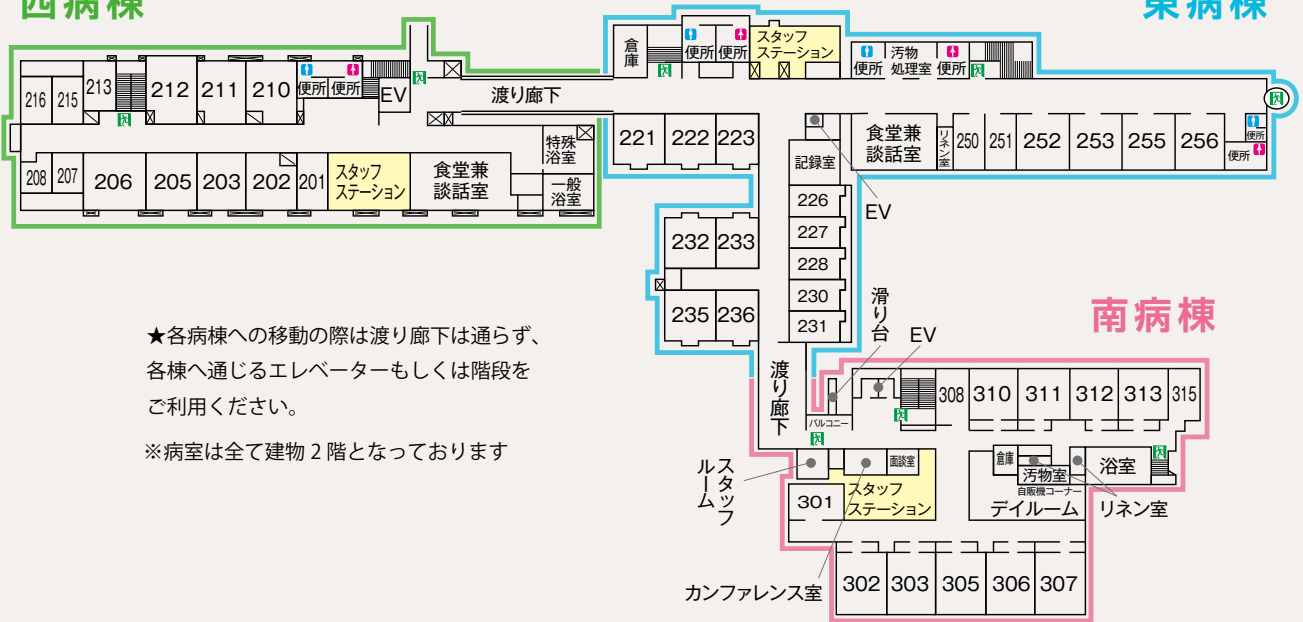 西病棟
東病棟
倉庫
便所
便所
スタッフ
ステーション
便所
汚物
処理室
便所
216
215
213
212
211
210
便所
便所
EV
渡り廊下
特殊
浴室
一般
浴室
208
207
206
205
203
202
201
スタッフ
ステーション
食堂兼
談話室
221
222
223
記録室
食堂兼
談話室
リネン室
250
251
252
253
255
256
便所
便所
EV
226
227
228
230
231
232
233
235
236
南病棟
★各病棟への移動の際は渡り廊下は通らず、
各棟へ通じるエレベーターもしくは階段を
ご利用ください。
※病室は全て建物2階となっております
渡り廊下
滑り台
EV
バルコニー
308
310
311
312
313
315
スタッフ
ルーム
面談室
スタッフ
ステーション
301
カンファレンス室
倉庫
汚物室
自販機コーナー
デイルーム
浴室
リネン室
302
303
305
306
307